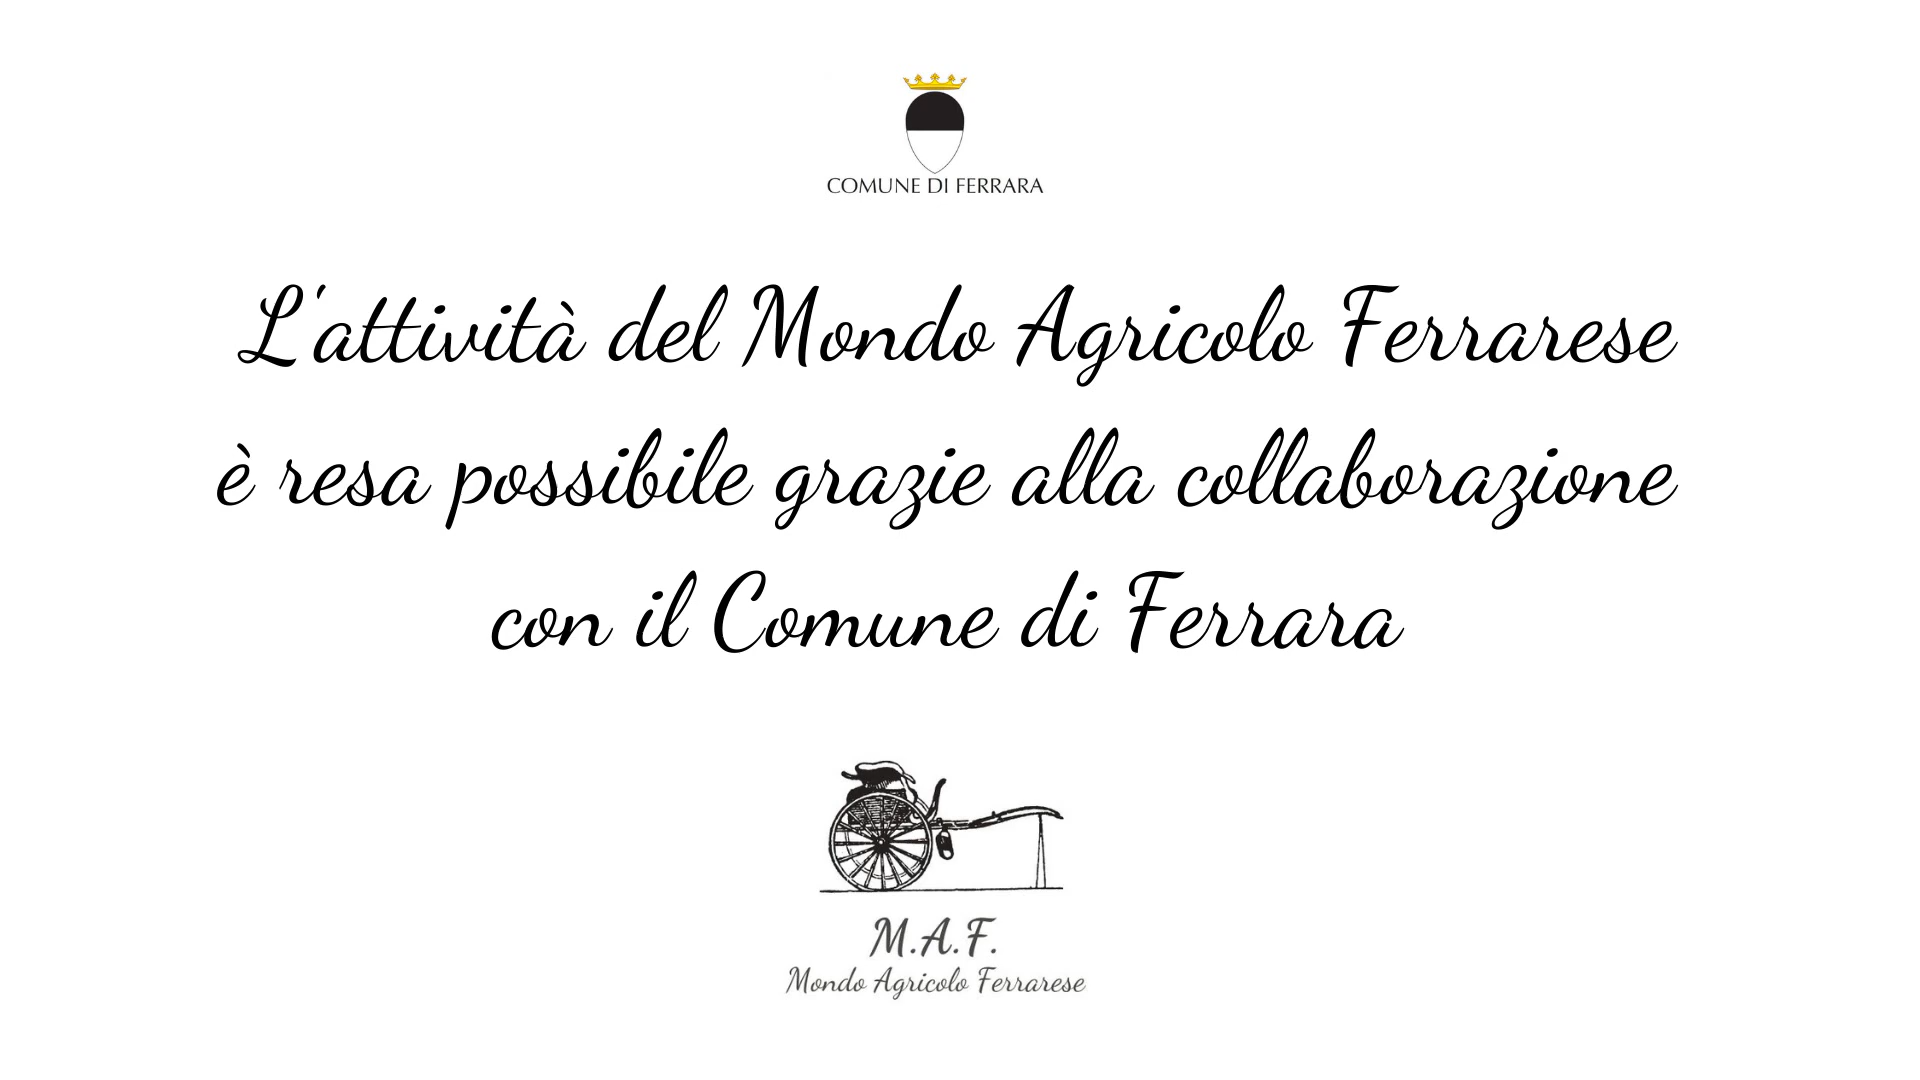 COMUNE DI FERRARA
L'attività del Mondo Agricolo Ferrarese
è resa possibile grazie alla collaborazione
con il Comune di Ferrara
M.A.F.
Mondo Agricolo Ferrarese